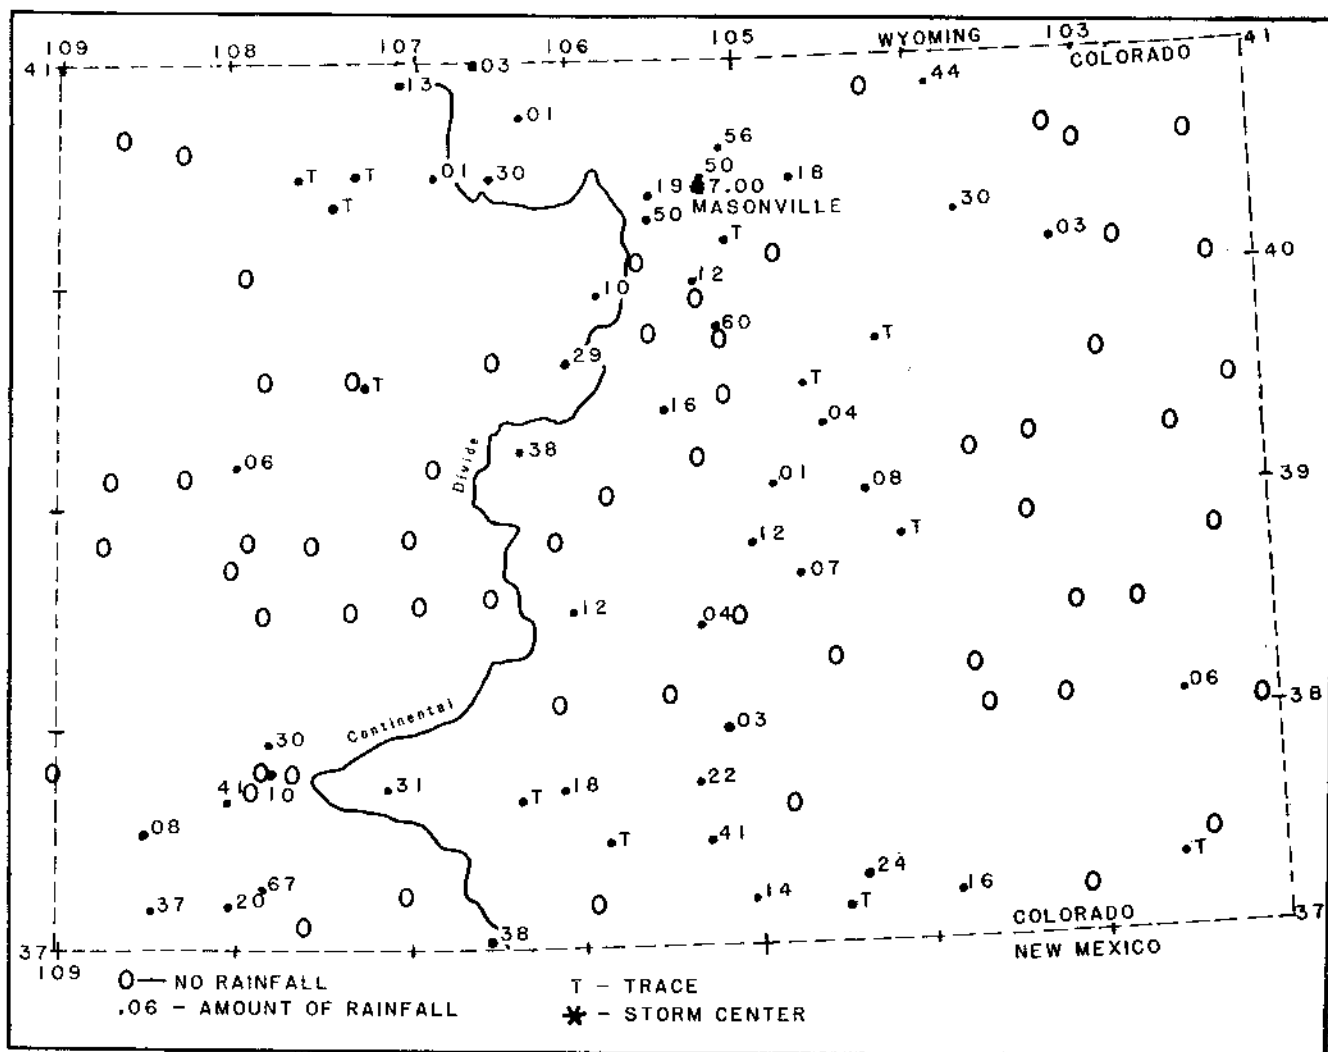 109 108 107 106 105 WYOMING 103 41
41 .03 COLORADO
.13 O .44
.01 O
O .56 O O
O .50
T T .01 .30 .18
.19 7.00
T MASONVILLE .30
.50
T .03 O
O O 40
O O
.12
.10 O
.60
O O T
O
O .29 O
O O T T
O
.16 .04 O
O
.38 O
Divide O
.06 O 39
O O .01 .08
O O
O
O O O O O .12 T
O .07
O
O O O O
.12 .04 O
O O
O .06
O O O O 38
O
Continental .03
.30
O O O
.41 O .10 .31 .22
T .18 O
.08 T .41 O
T
.67 .24
.37 .20 O O .14 T .16 O
O COLORADO 37
.38
37 NEW MEXICO
109
O — NO RAINFALL T - TRACE
.06 - AMOUNT OF RAINFALL * - STORM CENTER